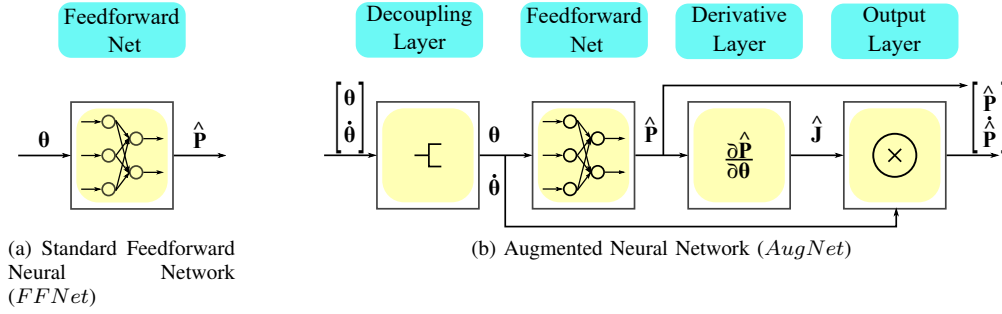 Feedforward
Net
θ
P̂
(a) Standard Feedforward
Neural Network
(FFNet)
Decoupling
Layer
Feedforward
Net
Derivative
Layer
Output
Layer
[θ
θ̇]
θ
θ̇
P̂
∂P̂
∂θ
Ĵ
×
[P̂
P̂̇]
(b) Augmented Neural Network (AugNet)